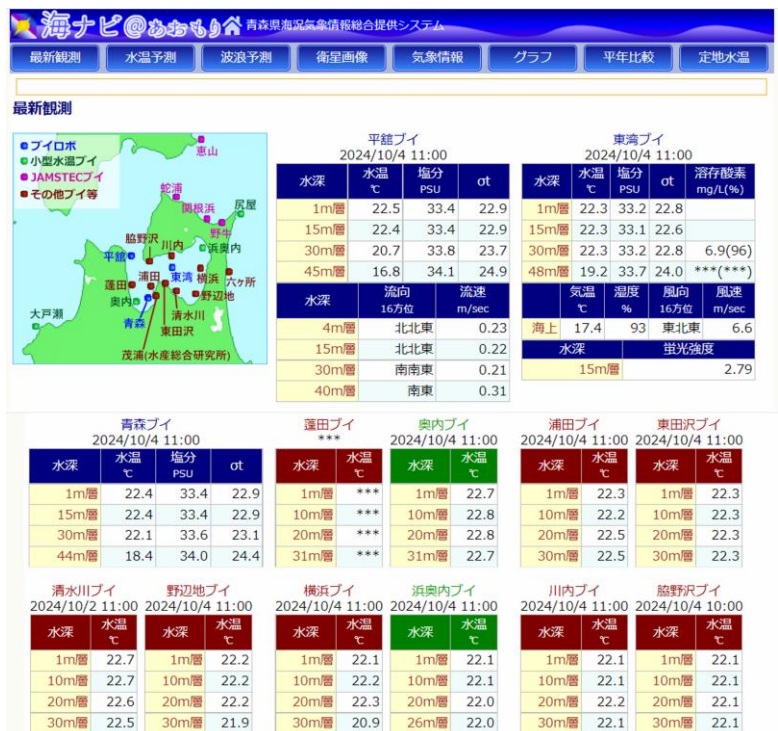 海ナビ@あおもり 青森県海況気象情報総合提供システム
最新観測 水温予測 波浪予測 衛星画像 気象情報 グラフ 平年比較 定地水温
最新観測
ブイロボ
小型水温ブイ
JAMSTECブイ
その他ブイ等
恵山
蛇浦
関根浜
尻屋
野牛
脇野沢 川内
浜奥内
平舘
蓬田 浦田 東湾 横浜 六ヶ所
奥内 野辺地
大戸瀬 清水川
青森
東田沢
茂浦(水産総合研究所)
平舘ブイ
2024/10/4 11:00
水深 水温 ℃ 塩分 PSU σt
1m層 22.5 33.4 22.9
15m層 22.4 33.4 22.9
30m層 20.7 33.8 23.7
45m層 16.8 34.1 24.9
水深 流向 16方位 流速 m/sec
4m層 北北東 0.23
15m層 北北東 0.22
30m層 南南東 0.21
40m層 南東 0.31
東湾ブイ
2024/10/4 11:00
水深 水温 ℃ 塩分 PSU σt 溶存酸素 mg/L(%)
1m層 22.3 33.2 22.8
15m層 22.3 33.1 22.6
30m層 22.3 33.2 22.8 6.9(96)
48m層 19.2 33.7 24.0 ***(***)
気温 ℃ 湿度 % 風向 16方位 風速 m/sec
海上 17.4 93 東北東 6.6
水深 蛍光強度
15m層 2.79
青森ブイ
2024/10/4 11:00
水深 水温 ℃ 塩分 PSU σt
1m層 22.4 33.4 22.9
15m層 22.4 33.4 22.9
30m層 22.1 33.6 23.1
44m層 18.4 34.0 24.4
蓬田ブイ
***
水深 水温 ℃
1m層 ***
10m層 ***
20m層 ***
31m層 ***
奥内ブイ
2024/10/4 11:00
水深 水温 ℃
1m層 22.7
10m層 22.8
20m層 22.8
31m層 22.7
浦田ブイ
2024/10/4 11:00
水深 水温 ℃
1m層 22.3
10m層 22.2
20m層 22.5
30m層 22.5
東田沢ブイ
2024/10/4 11:00
水深 水温 ℃
1m層 22.3
10m層 22.3
20m層 22.3
30m層 22.3
清水川ブイ
2024/10/2 11:00
水深 水温 ℃
1m層 22.7
10m層 22.7
20m層 22.6
30m層 22.5
野辺地ブイ
2024/10/4 11:00
水深 水温 ℃
1m層 22.2
10m層 22.2
20m層 22.2
30m層 21.9
横浜ブイ
2024/10/4 11:00
水深 水温 ℃
1m層 22.1
10m層 22.2
20m層 22.3
30m層 20.9
浜奥内ブイ
2024/10/4 11:00
水深 水温 ℃
1m層 22.1
10m層 22.1
20m層 22.0
26m層 22.0
川内ブイ
2024/10/4 11:00
水深 水温 ℃
1m層 22.1
10m層 22.1
20m層 22.2
30m層 22.1
脇野沢ブイ
2024/10/4 10:00
水深 水温 ℃
1m層 22.1
10m層 22.1
20m層 22.1
30m層 22.1